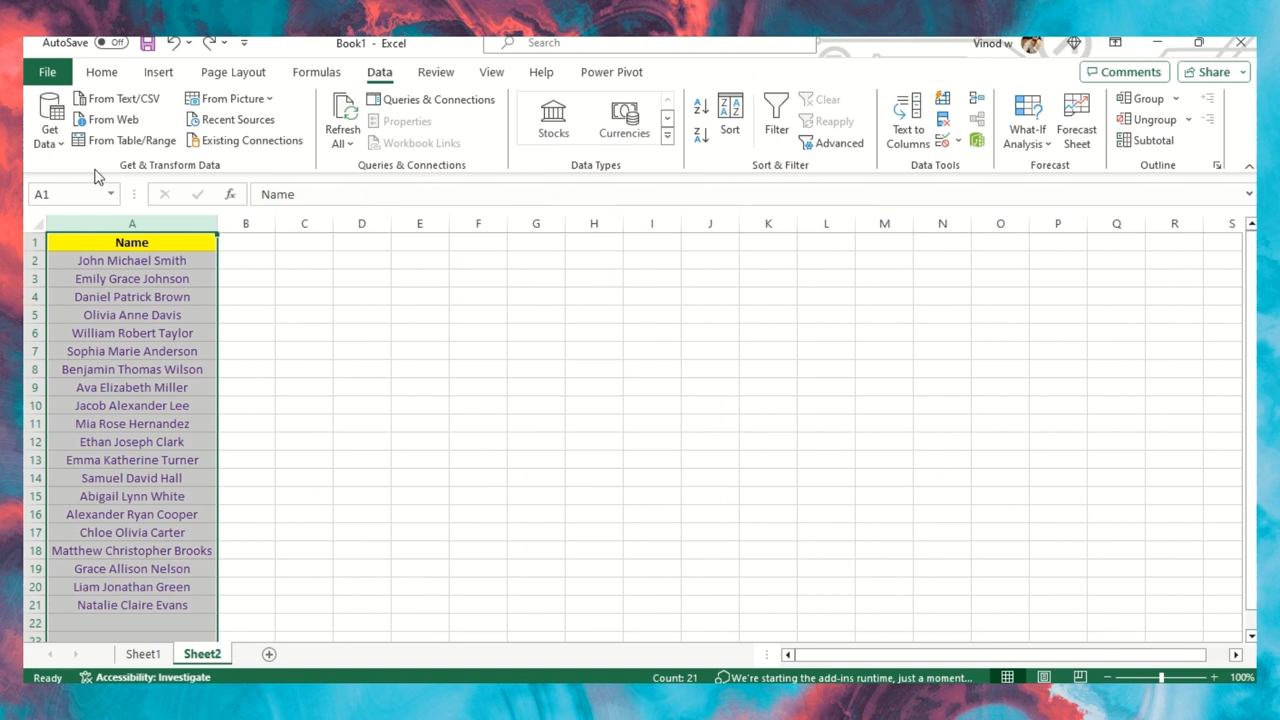 AutoSave Off Book1 - Excel Search Vinod w
File Home Insert Page Layout Formulas Data Review View Help Power Pivot Comments Share
Get Data
From Text/CSV
From Web
From Table/Range
From Picture
Recent Sources
Existing Connections
Get & Transform Data
Refresh All
Queries & Connections
Properties
Workbook Links
Queries & Connections
Stocks Currencies
Data Types
Sort
Filter
Clear
Reapply
Advanced
Sort & Filter
Text to Columns
Data Tools
What-If Analysis
Forecast Sheet
Forecast
Group
Ungroup
Subtotal
Outline
A1 fx Name
A B C D E F G H I J K L M N O P Q R S
1 Name
2 John Michael Smith
3 Emily Grace Johnson
4 Daniel Patrick Brown
5 Olivia Anne Davis
6 William Robert Taylor
7 Sophia Marie Anderson
8 Benjamin Thomas Wilson
9 Ava Elizabeth Miller
10 Jacob Alexander Lee
11 Mia Rose Hernandez
12 Ethan Joseph Clark
13 Emma Katherine Turner
14 Samuel David Hall
15 Abigail Lynn White
16 Alexander Ryan Cooper
17 Chloe Olivia Carter
18 Matthew Christopher Brooks
19 Grace Allison Nelson
20 Liam Jonathan Green
21 Natalie Claire Evans
22
23
Sheet1 Sheet2
Ready Accessibility: Investigate Count: 21 We're starting the add-ins runtime, just a moment... 100%